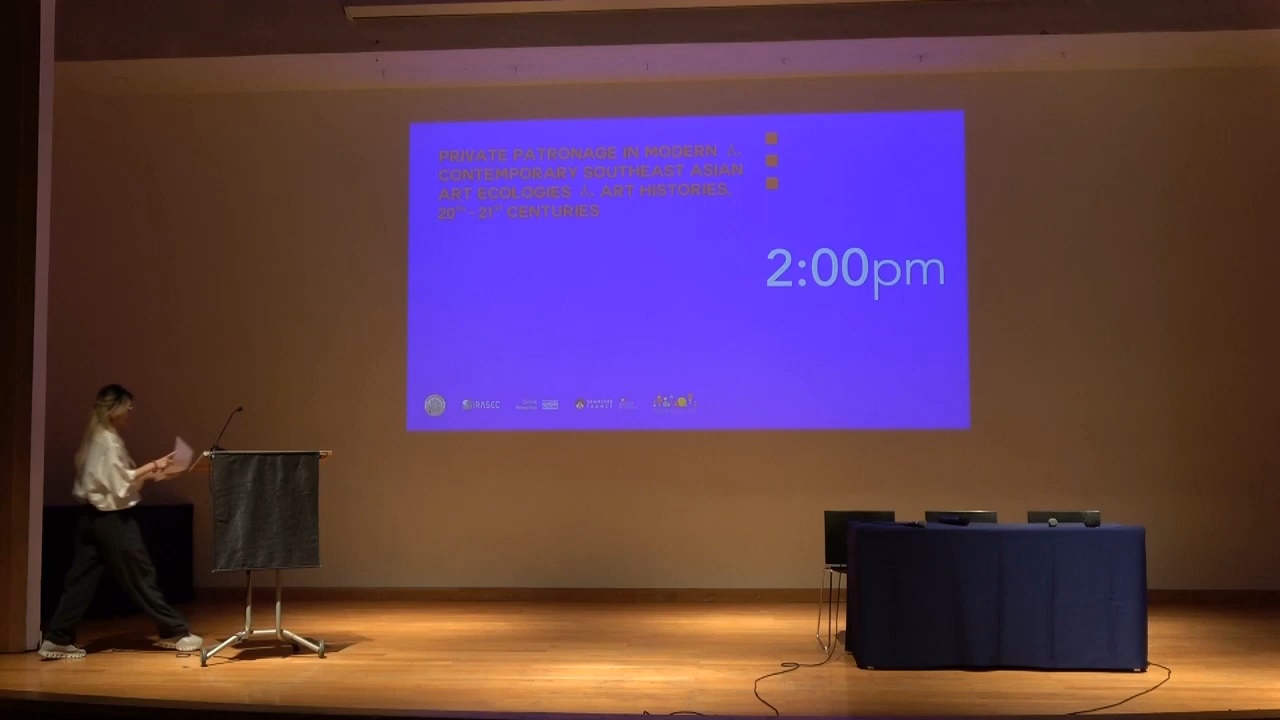 PRIVATE PATRONAGE IN MODERN &
CONTEMPORARY SOUTHEAST ASIAN
ART ECOLOGIES & ART HISTORIES,
20TH - 21ST CENTURIES
2:00pm
IRASEC